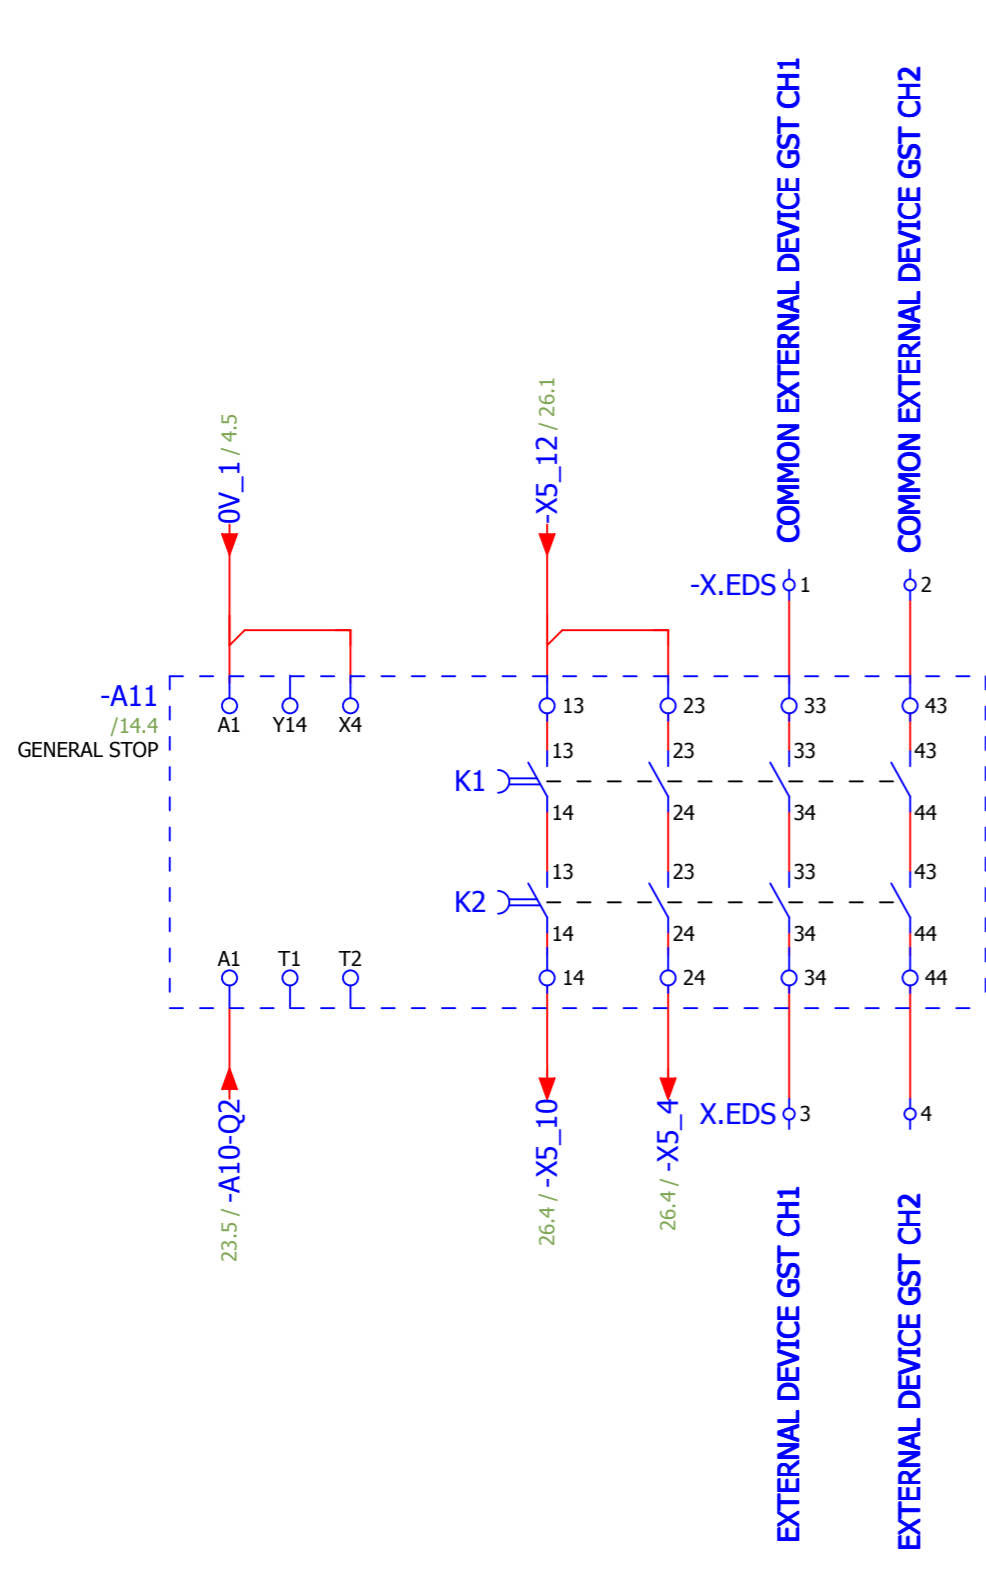 COMMON EXTERNAL DEVICE GST CH1
COMMON EXTERNAL DEVICE GST CH2
0V_1 / 4.5
-X5_12 / 26.1
-X.EDS 1
2
-A11
/14.4
GENERAL STOP
A1 Y14 X4
13 23 33 43
13 23 33 43
K1
14 24 34 44
13 23 33 43
K2
14 24 34 44
A1 T1 T2
14 24 34 44
23.5 / -A10-Q2
26.4 / -X5_10
26.4 / -X5_4
X.EDS 3
4
EXTERNAL DEVICE GST CH1
EXTERNAL DEVICE GST CH2